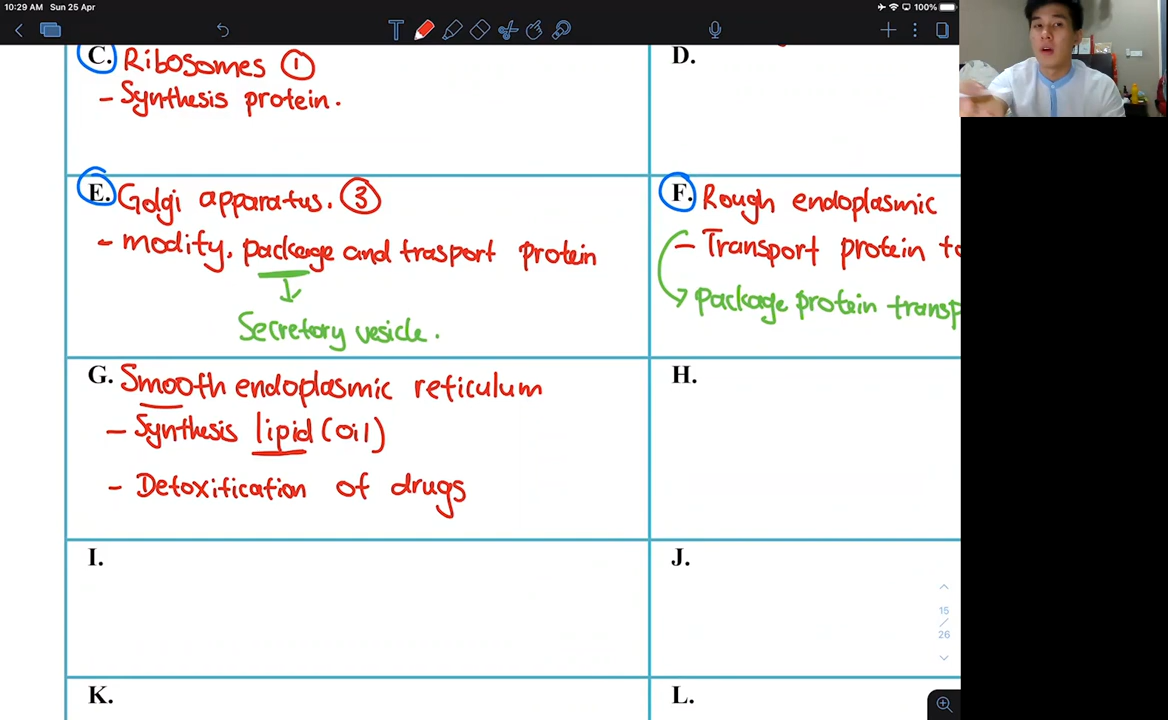 10:29 AM Sun 25 Apr
100%
C. Ribosomes ①
- Synthesis protein.
D.
E. Golgi apparatus. ③
- modify, package and trasport protein
↓
Secretory vesicle.
F. Rough endoplasmic
- Transport protein to
package protein transp
G. Smooth endoplasmic reticulum
- Synthesis lipid (oil)
- Detoxification of drugs
H.
I.
J.
15
/
26
K.
L.